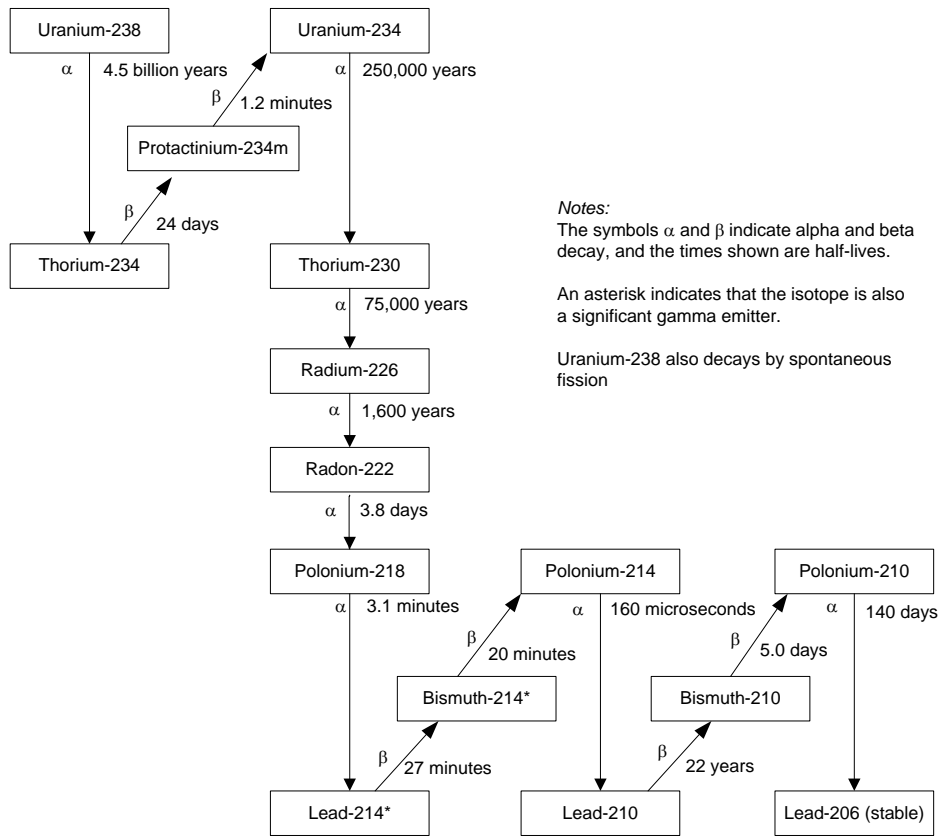 Uranium-238
Uranium-234
α 4.5 billion years
α 250,000 years
β 1.2 minutes
Protactinium-234m
β 24 days
Thorium-234
Thorium-230
Notes:
The symbols α and β indicate alpha and beta
decay, and the times shown are half-lives.
An asterisk indicates that the isotope is also
a significant gamma emitter.
Uranium-238 also decays by spontaneous
fission
α 75,000 years
Radium-226
α 1,600 years
Radon-222
α 3.8 days
Polonium-218
Polonium-214
Polonium-210
α 3.1 minutes
α 160 microseconds
α 140 days
β 20 minutes
β 5.0 days
Bismuth-214*
Bismuth-210
β 27 minutes
β 22 years
Lead-214*
Lead-210
Lead-206 (stable)